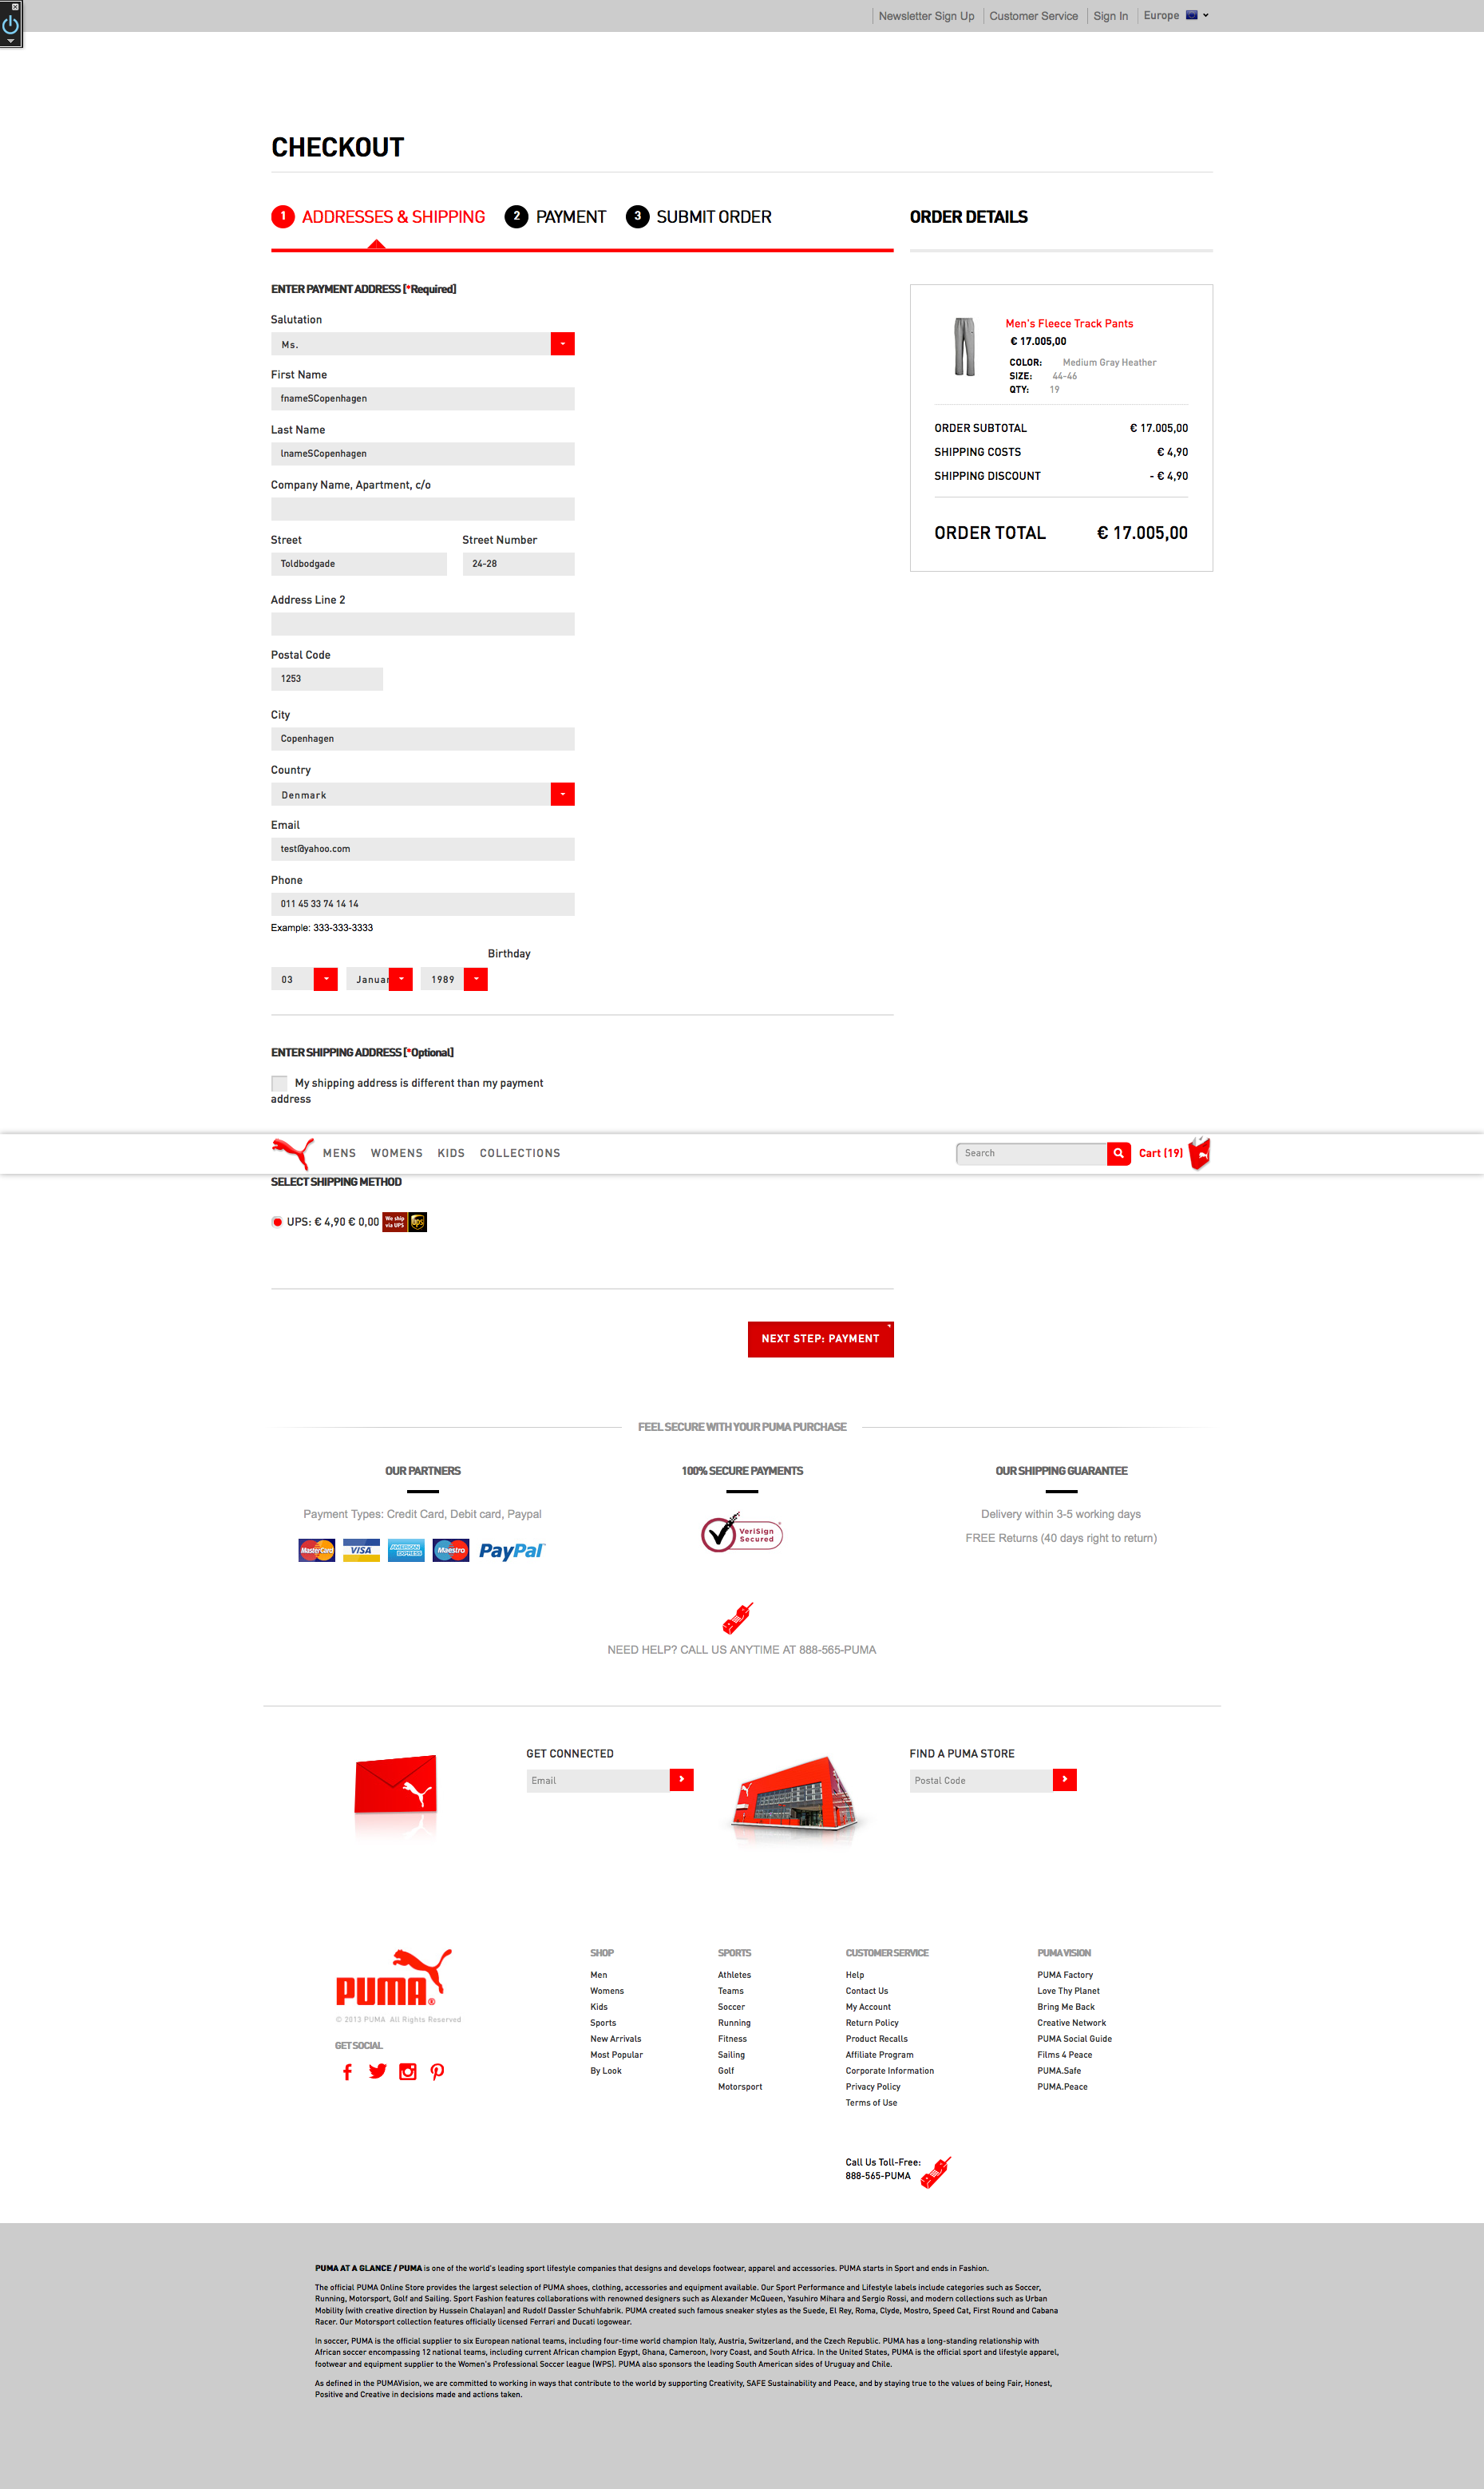 Newsletter Sign Up
Customer Service
Sign In
Europe
CHECKOUT
1 ADDRESSES & SHIPPING
2 PAYMENT
3 SUBMIT ORDER
ORDER DETAILS
ENTER PAYMENT ADDRESS [*Required]
Salutation
Ms.
First Name
fnameSCopenhagen
Last Name
lnameSCopenhagen
Company Name, Apartment, c/o
Street
Street Number
Toldbodgade
24-28
Address Line 2
Postal Code
1253
City
Copenhagen
Country
Denmark
Email
test@yahoo.com
Phone
011 45 33 74 14 14
Example: 333-333-3333
Birthday
03
Januar
1989
Men's Fleece Track Pants
€ 17.005,00
COLOR: Medium Gray Heather
SIZE: 44-46
QTY: 19
ORDER SUBTOTAL € 17.005,00
SHIPPING COSTS € 4,90
SHIPPING DISCOUNT - € 4,90
ORDER TOTAL € 17.005,00
ENTER SHIPPING ADDRESS [*Optional]
My shipping address is different than my payment
address
MENS
WOMENS
KIDS
COLLECTIONS
Search
Cart (19)
SELECT SHIPPING METHOD
UPS: € 4,90 € 0,00
We ship
via UPS
ups
NEXT STEP: PAYMENT
FEEL SECURE WITH YOUR PUMA PURCHASE
OUR PARTNERS
Payment Types: Credit Card, Debit card, Paypal
MasterCard
VISA
AMERICAN
EXPRESS
Maestro
PayPal
100% SECURE PAYMENTS
VeriSign
Secured
OUR SHIPPING GUARANTEE
Delivery within 3-5 working days
FREE Returns (40 days right to return)
NEED HELP? CALL US ANYTIME AT 888-565-PUMA
GET CONNECTED
Email
FIND A PUMA STORE
Postal Code
PUMA®
© 2013 PUMA  All Rights Reserved
GET SOCIAL
SHOP
Men
Womens
Kids
Sports
New Arrivals
Most Popular
By Look
SPORTS
Athletes
Teams
Soccer
Running
Fitness
Sailing
Golf
Motorsport
CUSTOMER SERVICE
Help
Contact Us
My Account
Return Policy
Product Recalls
Affiliate Program
Corporate Information
Privacy Policy
Terms of Use
PUMA VISION
PUMA Factory
Love Thy Planet
Bring Me Back
Creative Network
PUMA Social Guide
Films 4 Peace
PUMA.Safe
PUMA.Peace
Call Us Toll-Free:
888-565-PUMA
PUMA AT A GLANCE / PUMA is one of the world's leading sport lifestyle companies that designs and develops footwear, apparel and accessories. PUMA starts in Sport and ends in Fashion.
The official PUMA Online Store provides the largest selection of PUMA shoes, clothing, accessories and equipment available. Our Sport Performance and Lifestyle labels include categories such as Soccer,
Running, Motorsport, Golf and Sailing. Sport Fashion features collaborations with renowned designers such as Alexander McQueen, Yasuhiro Mihara and Sergio Rossi, and modern collections such as Urban
Mobility (with creative direction by Hussein Chalayan) and Rudolf Dassler Schuhfabrik. PUMA created such famous sneaker styles as the Suede, El Rey, Roma, Clyde, Mostro, Speed Cat, First Round and Cabana
Racer. Our Motorsport collection features officially licensed Ferrari and Ducati logowear.
In soccer, PUMA is the official supplier to six European national teams, including four-time world champion Italy, Austria, Switzerland, and the Czech Republic. PUMA has a long-standing relationship with
African soccer encompassing 12 national teams, including current African champion Egypt, Ghana, Cameroon, Ivory Coast, and South Africa. In the United States, PUMA is the official sport and lifestyle apparel,
footwear and equipment supplier to the Women's Professional Soccer league (WPS). PUMA also sponsors the leading South American sides of Uruguay and Chile.
As defined in the PUMAVision, we are committed to working in ways that contribute to the world by supporting Creativity, SAFE Sustainability and Peace, and by staying true to the values of being Fair, Honest,
Positive and Creative in decisions made and actions taken.